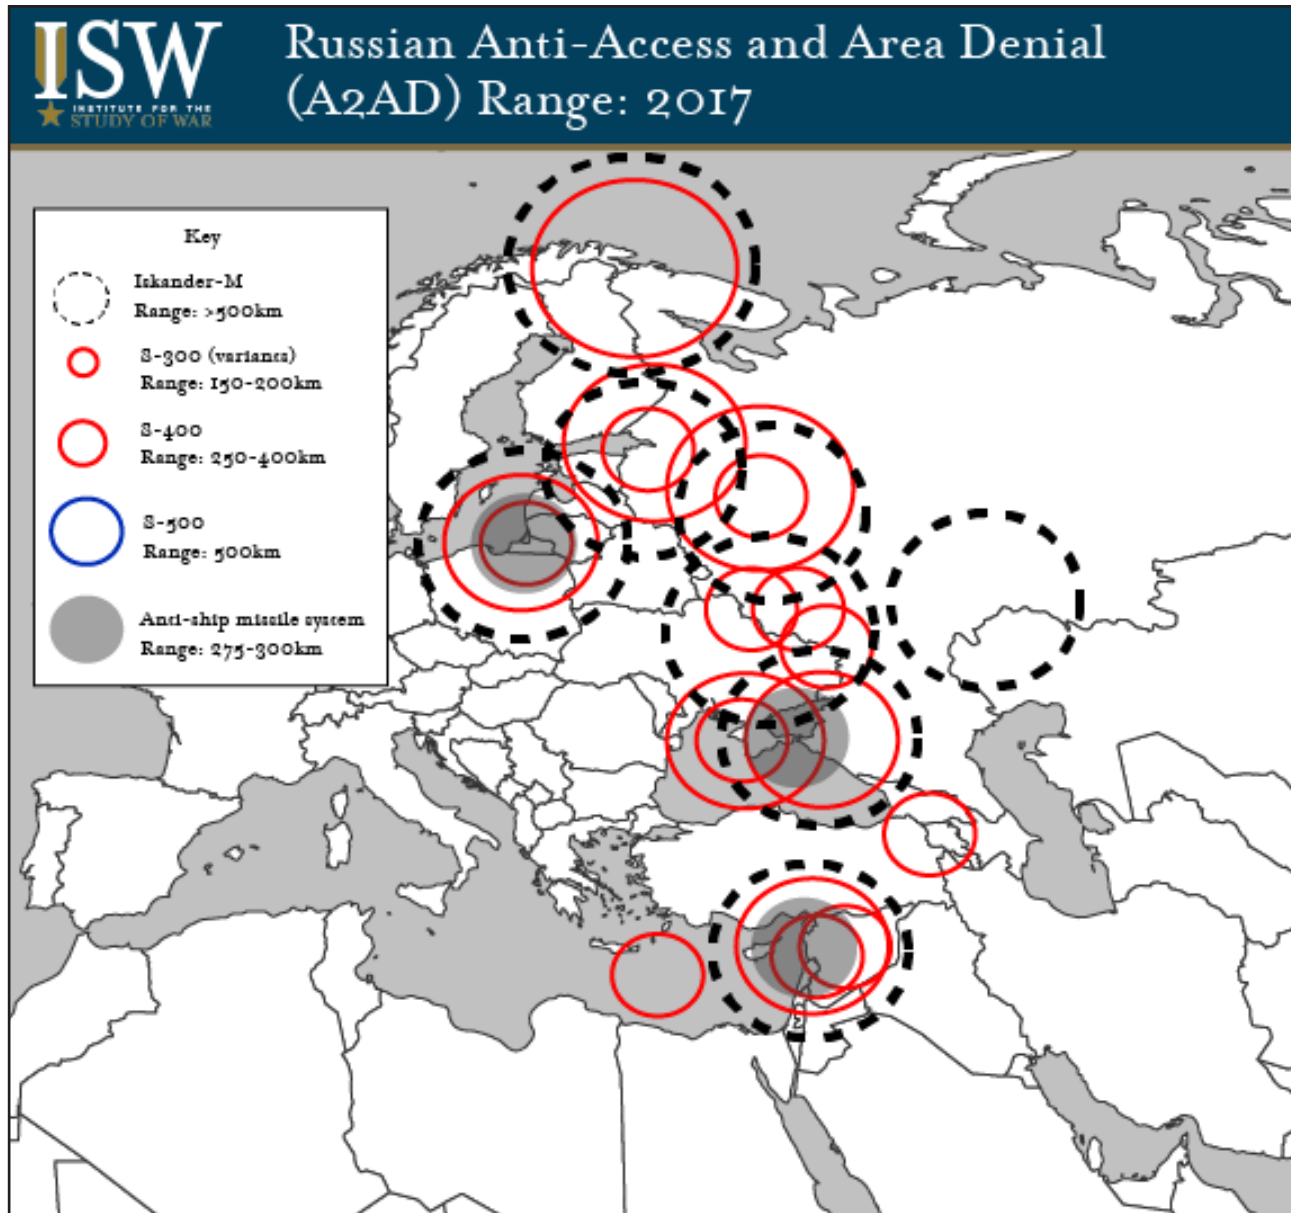 ISW
INSTITUTE FOR THE
STUDY OF WAR
Russian Anti-Access and Area Denial
(A2AD) Range: 2017
Key
Iskander-M
Range: >500km
S-300 (variants)
Range: 150-200km
S-400
Range: 250-400km
S-500
Range: 500km
Anti-ship missile system
Range: 275-300km